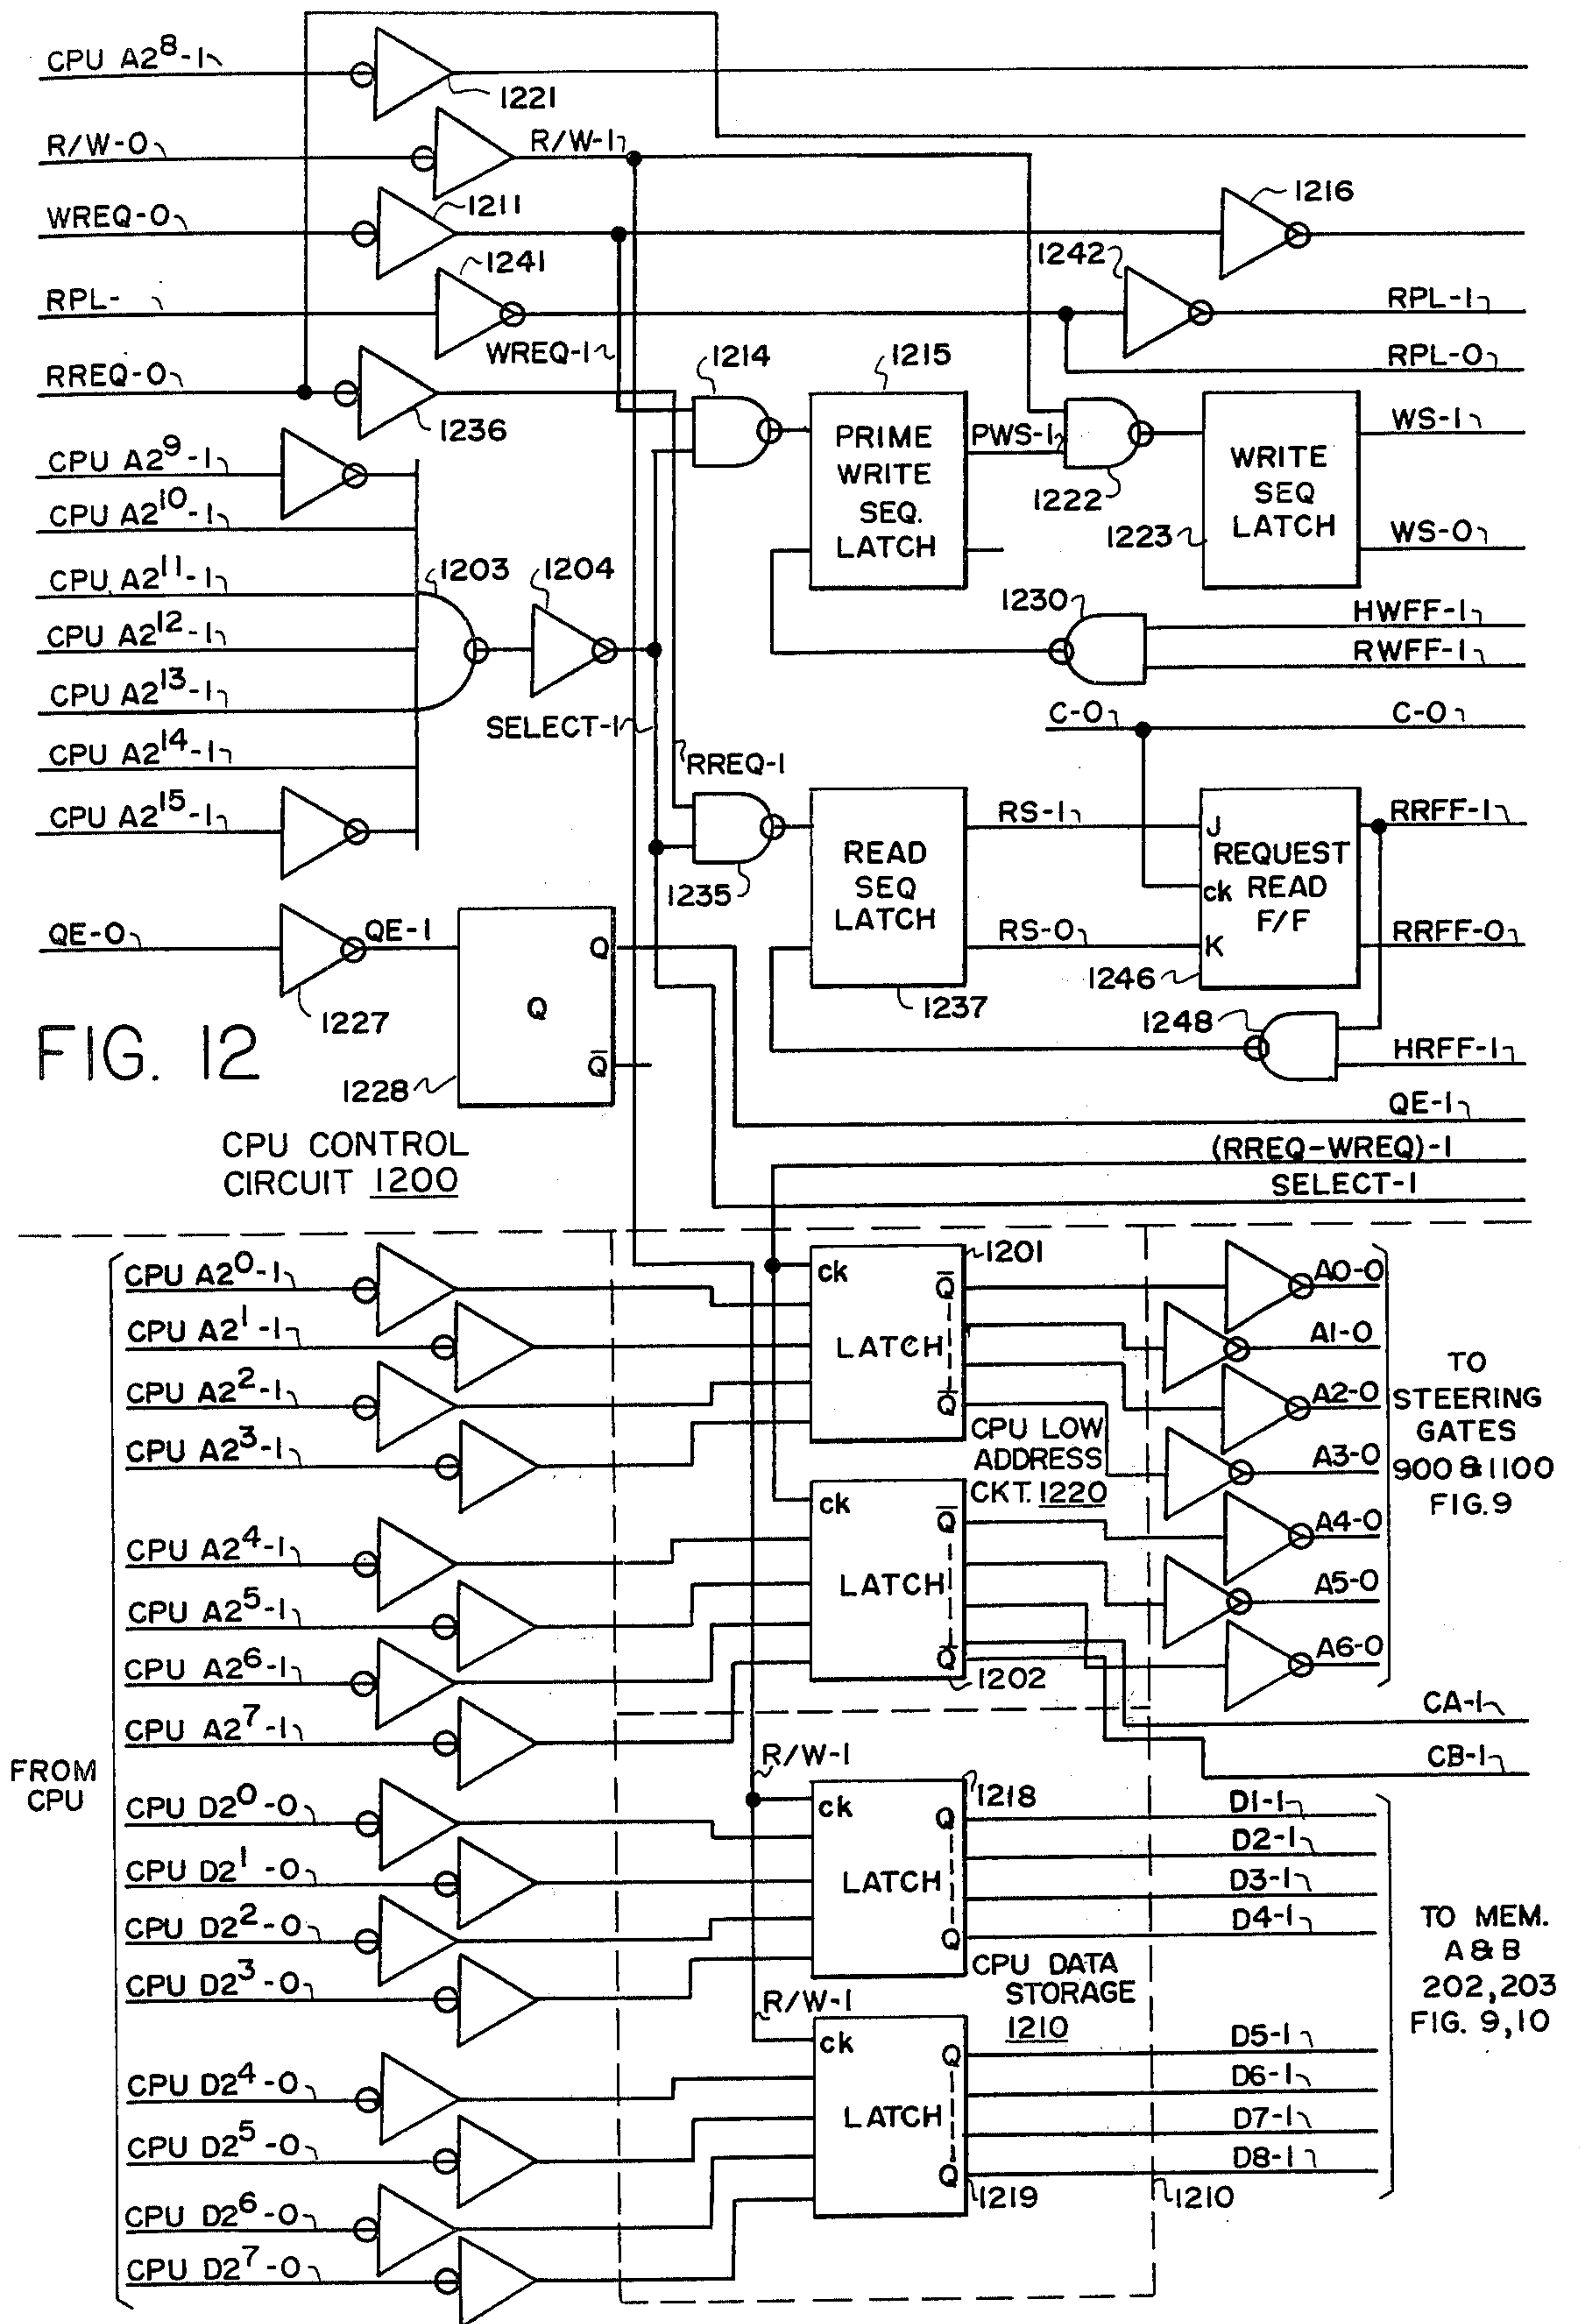 CPU A2⁸-1
1221
R/W-0
R/W-1
WREQ-0
1211
1216
1241
1242
RPL-
RPL-1
WREQ-1
1214
1215
RPL-0
RREQ-0
1236
PRIME
WRITE
SEQ.
LATCH
PWS-1
1222
WRITE
SEQ
LATCH
1223
WS-1
WS-0
CPU A2⁹-1
CPU A2¹⁰-1
CPU A2¹¹-1
1203
1204
1230
HWFF-1
RWFF-1
CPU A2¹²-1
CPU A2¹³-1
SELECT-1
C-0
C-0
CPU A2¹⁴-1
RREQ-1
CPU A2¹⁵-1
1235
READ
SEQ
LATCH
1237
RS-1
RS-0
J
REQUEST
ck READ
F/F
K
1246
RRFF-1
RRFF-0
QE-0
QE-1
1227
Q
Q
Q̅
1228
1248
HRFF-1
FIG. 12
QE-1
CPU CONTROL
CIRCUIT 1200
(RREQ-WREQ)-1
SELECT-1
CPU A2⁰-1
CPU A2¹-1
CPU A2²-1
CPU A2³-1
ck
LATCH
Q̅
Q̅
1201
CPU LOW
ADDRESS
CKT. 1220
A0-0
A1-0
A2-0
A3-0
TO
STEERING
GATES
900 & 1100
FIG. 9
CPU A2⁴-1
CPU A2⁵-1
CPU A2⁶-1
CPU A2⁷-1
ck
LATCH
Q̅
Q̅
1202
A4-0
A5-0
A6-0
CA-1
CB-1
FROM
CPU
R/W-1
CPU D2⁰-0
CPU D2¹-0
CPU D2²-0
CPU D2³-0
ck
LATCH
Q
Q
1218
D1-1
D2-1
D3-1
D4-1
CPU DATA
STORAGE
1210
TO MEM.
A & B
202,203
FIG. 9,10
R/W-1
CPU D2⁴-0
CPU D2⁵-0
CPU D2⁶-0
CPU D2⁷-0
ck
LATCH
Q
Q
1219
D5-1
D6-1
D7-1
D8-1
1210